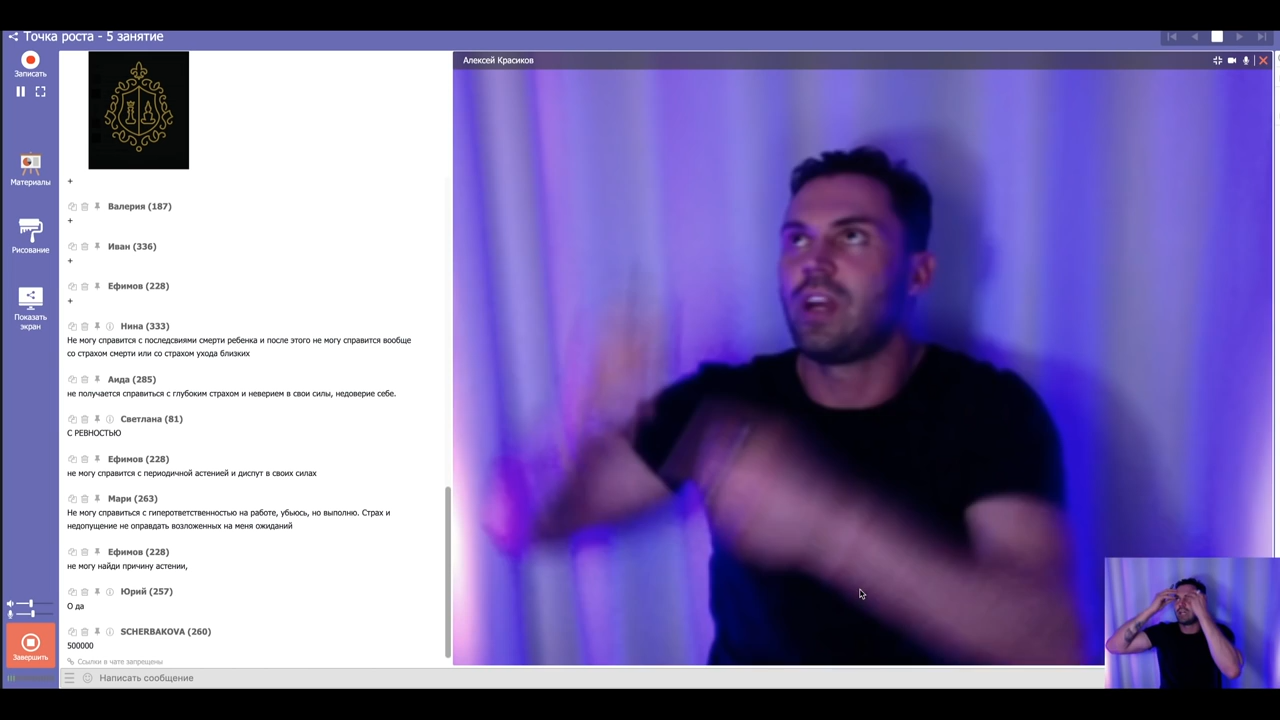 Точка роста - 5 занятие
Записать
Материалы
Рисование
Показать
экран
Завершить
+
Валерия (187)
+
Иван (336)
+
Ефимов (228)
+
Нина (333)
Не могу справится с последсвиями смерти ребенка и после этого не могу справится вообще
со страхом смерти или со страхом ухода близких
Аида (285)
не получается справиться с глубоким страхом и неверием в свои силы, недоверие себе.
Светлана (81)
С РЕВНОСТЬЮ
Ефимов (228)
не могу справится с периодичной астенией и диспут в своих силах
Мари (263)
Не могу справиться с гиперответственностью на работе, убьюсь, но выполню. Страх и
недопущение не оправдать возложенных на меня ожиданий
Ефимов (228)
не могу найди причину астении,
Юрий (257)
О да
SCHERBAKOVA (260)
500000
Ссылки в чате запрещены
Написать сообщение
Алексей Красиков